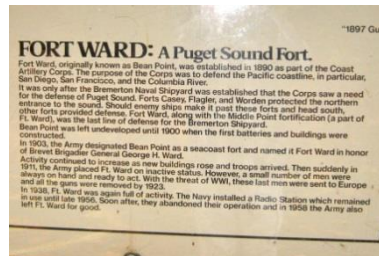 "1897 Gu
FORT WARD: A Puget Sound Fort.
Fort Ward, originally known as Bean Point, was established in 1890 as part of the Coast
Artillery Corps. The purpose of the Corps was to defend the Pacific coastline, in particular,
San Diego, San Francisco, and the Columbia River.
It was only after the Bremerton Naval Shipyard was established that the Corps saw a need
for the defense of Puget Sound. Forts Casey, Flagler, and Worden protected the northern
entrance to the sound. Should enemy ships make it past these forts and head south,
other forts provided defense. Fort Ward, along with the Middle Point fortification (a part of
Ft. Ward), was the last line of defense for the Bremerton Shipyard.
Bean Point was left undeveloped until 1900 when the first batteries and buildings were
constructed.
In 1903, the Army designated Bean Point as a seacoast fort and named it Fort Ward in honor
of Brevet Brigadier General George H. Ward.
Activity continued to increase as new buildings rose and troops arrived. Then suddenly in
1911, the Army placed Ft. Ward on inactive status. However, a small number of men were
always on hand and ready to act. With the threat of WWI, these last men were sent to Europe
and all the guns were removed by 1923.
In 1938, Ft. Ward was again full of activity. The Navy installed a Radio Station which remained
in use until late 1956. Soon after, they abandoned their operation and in 1958 the Army also
left Ft. Ward for good.